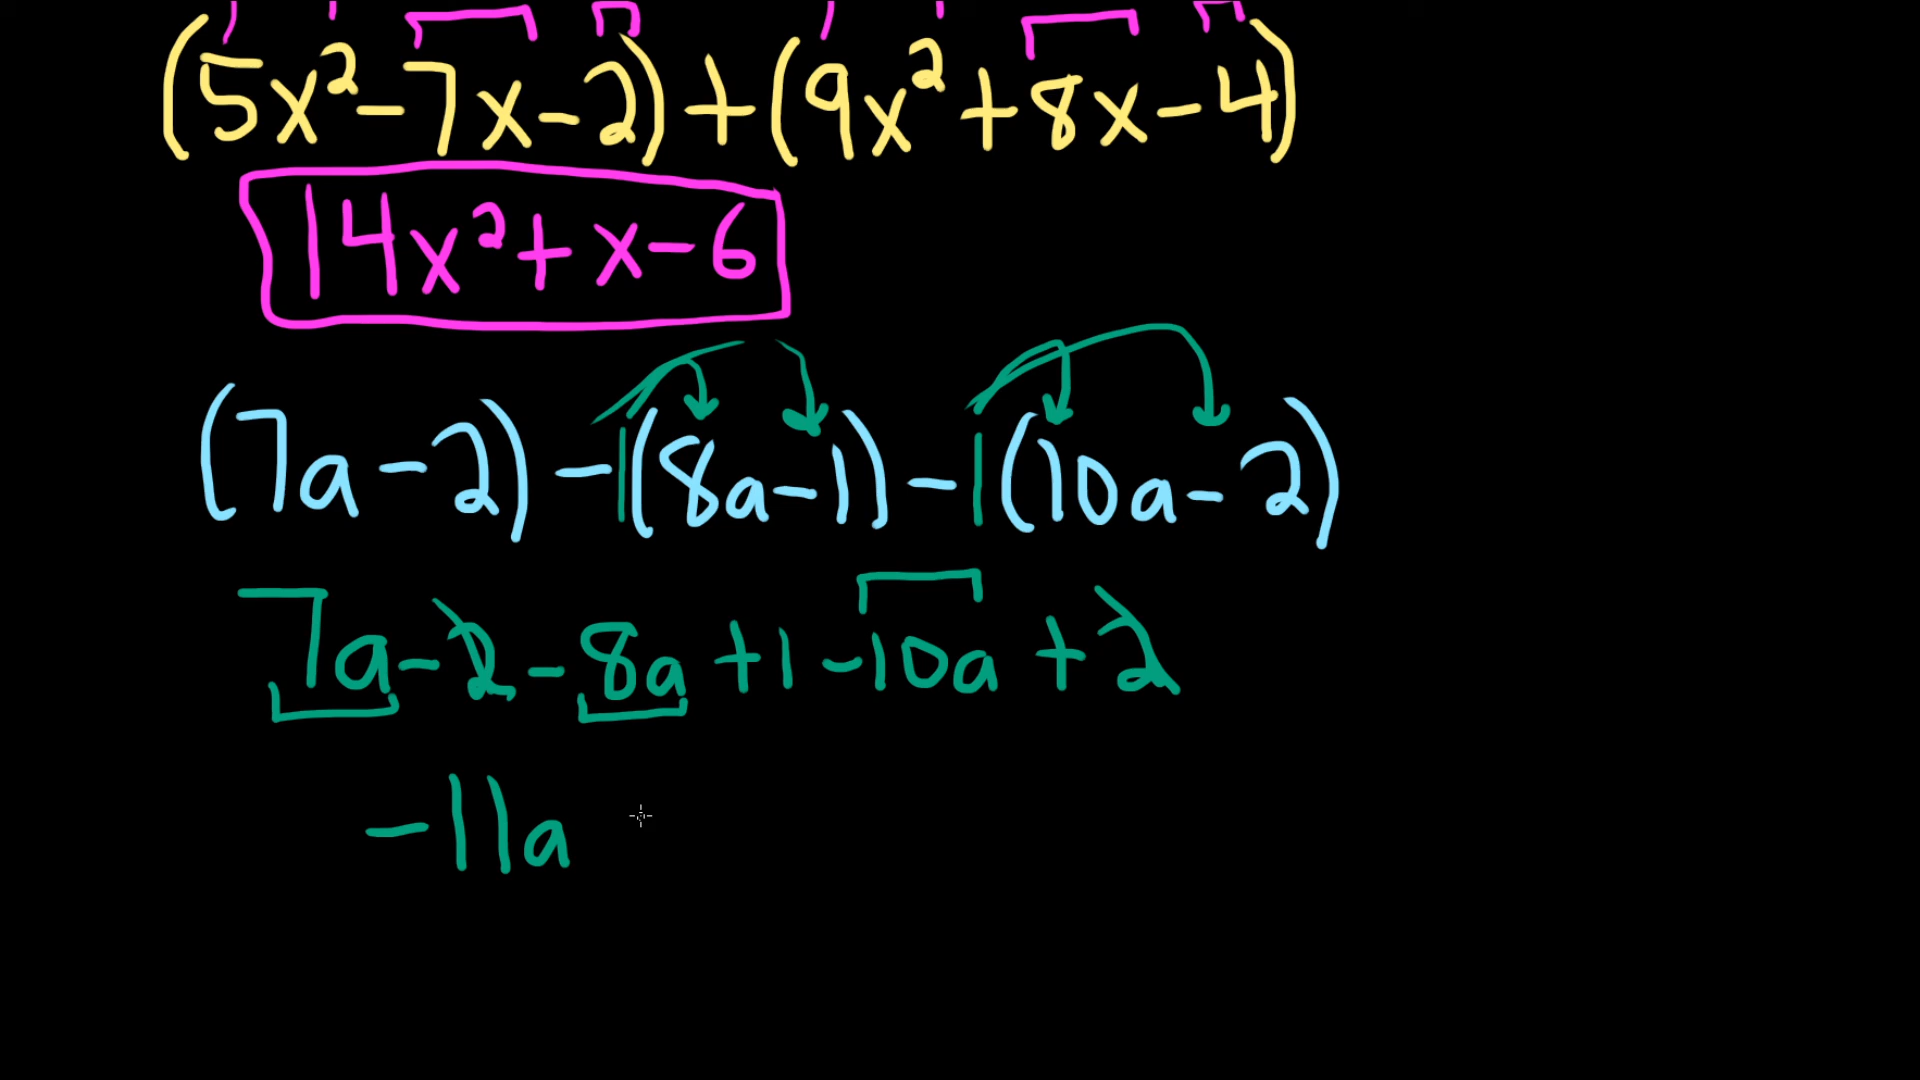 (5x²-7x-2)+(9x²+8x-4)
14x²+x-6
(7a-2)-1(8a-1)-1(10a-2)
7a-2-8a+1-10a+2
-11a